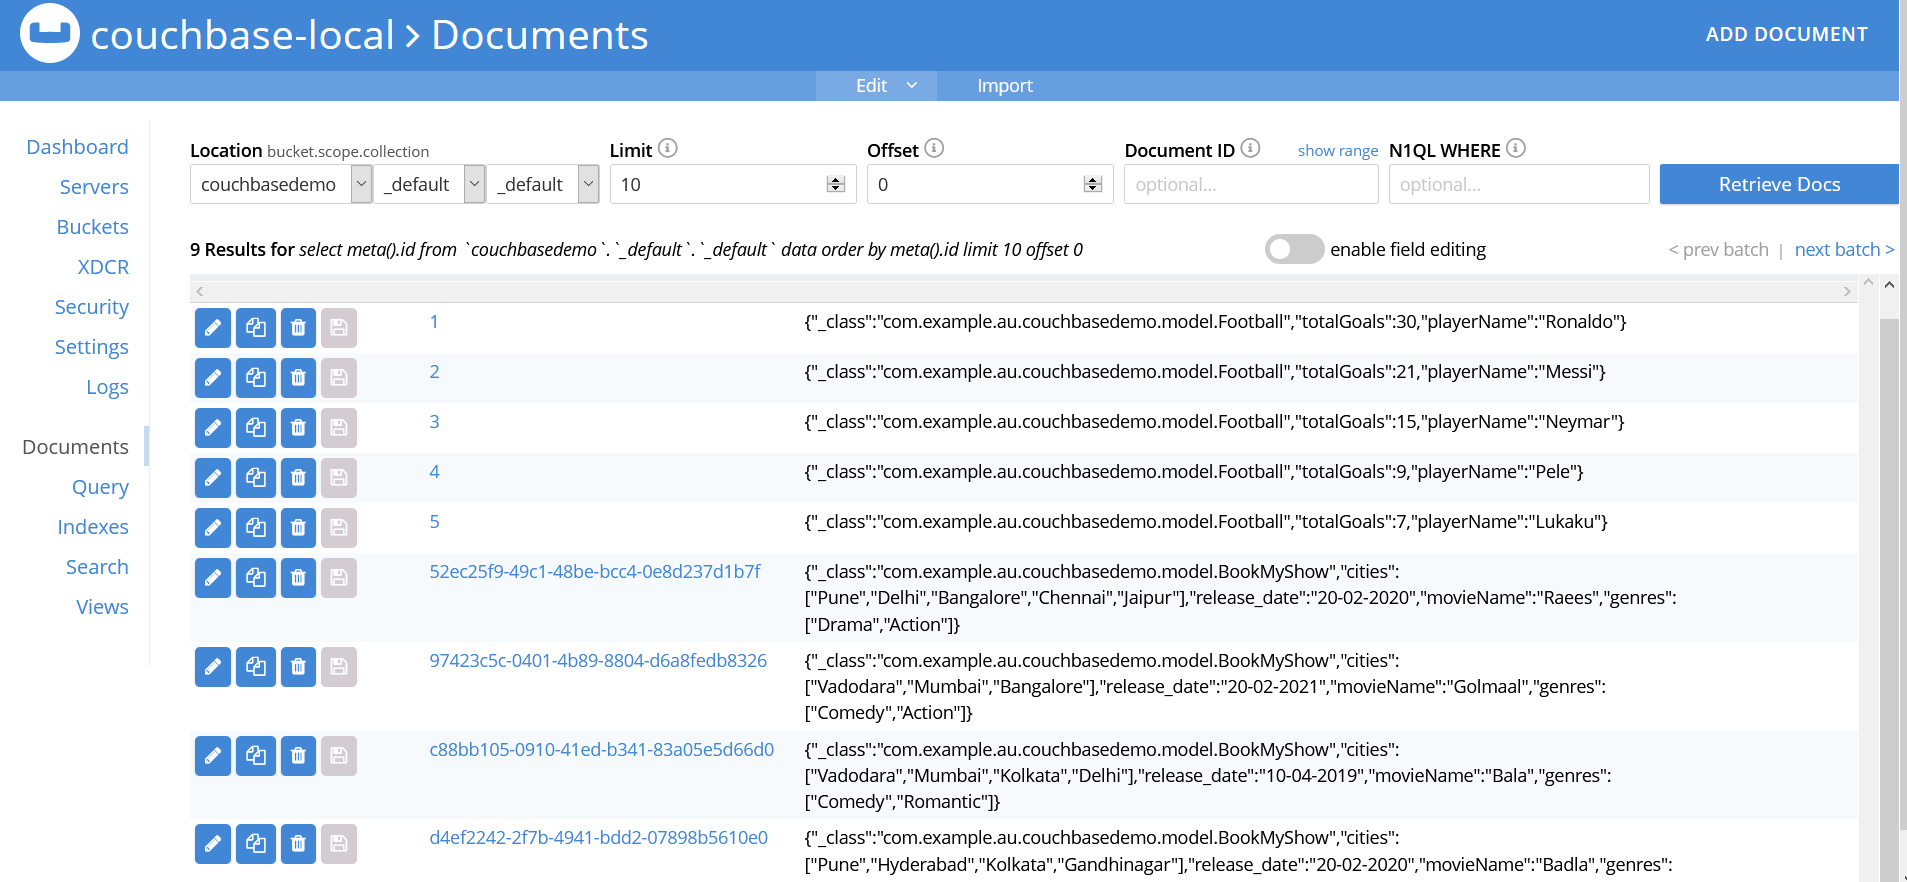 couchbase-local > Documents
ADD DOCUMENT
Edit
Import
Dashboard
Servers
Buckets
XDCR
Security
Settings
Logs
Documents
Query
Indexes
Search
Views
Location bucket.scope.collection
Limit
Offset
Document ID
show range
N1QL WHERE
couchbasedemo
_default
_default
10
0
optional...
optional...
Retrieve Docs
9 Results for select meta().id from `couchbasedemo`.`_default`.`_default` data order by meta().id limit 10 offset 0
enable field editing
< prev batch | next batch >
1
{"_class":"com.example.au.couchbasedemo.model.Football","totalGoals":30,"playerName":"Ronaldo"}
2
{"_class":"com.example.au.couchbasedemo.model.Football","totalGoals":21,"playerName":"Messi"}
3
{"_class":"com.example.au.couchbasedemo.model.Football","totalGoals":15,"playerName":"Neymar"}
4
{"_class":"com.example.au.couchbasedemo.model.Football","totalGoals":9,"playerName":"Pele"}
5
{"_class":"com.example.au.couchbasedemo.model.Football","totalGoals":7,"playerName":"Lukaku"}
52ec25f9-49c1-48be-bcc4-0e8d237d1b7f
{"_class":"com.example.au.couchbasedemo.model.BookMyShow","cities":
["Pune","Delhi","Bangalore","Chennai","Jaipur"],"release_date":"20-02-2020","movieName":"Raees","genres":
["Drama","Action"]}
97423c5c-0401-4b89-8804-d6a8fedb8326
{"_class":"com.example.au.couchbasedemo.model.BookMyShow","cities":
["Vadodara","Mumbai","Bangalore"],"release_date":"20-02-2021","movieName":"Golmaal","genres":
["Comedy","Action"]}
c88bb105-0910-41ed-b341-83a05e5d66d0
{"_class":"com.example.au.couchbasedemo.model.BookMyShow","cities":
["Vadodara","Mumbai","Kolkata","Delhi"],"release_date":"10-04-2019","movieName":"Bala","genres":
["Comedy","Romantic"]}
d4ef2242-2f7b-4941-bdd2-07898b5610e0
{"_class":"com.example.au.couchbasedemo.model.BookMyShow","cities":
["Pune","Hyderabad","Kolkata","Gandhinagar"],"release_date":"20-02-2020","movieName":"Badla","genres":